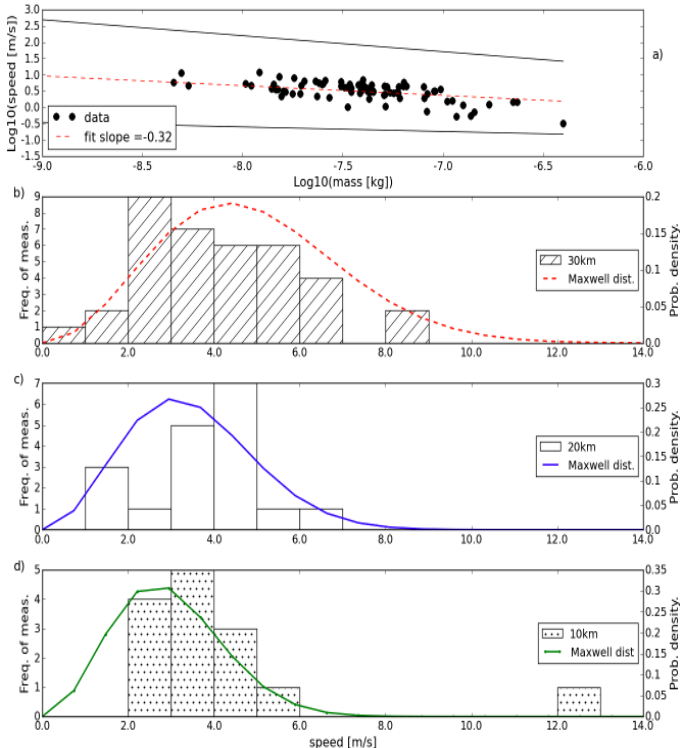 3.0
2.5
2.0
1.5
1.0
0.5
0.0
-0.5
-1.0
-1.5
Log10(speed [m/s]
a)
data
fit slope =-0.32
-9.0 -8.5 -8.0 -7.5 -7.0 -6.5 -6.0
Log10(mass [kg])
b)
9
8
7
6
5
4
3
2
1
Freq. of meas.
0.2
0.15
0.1
0.05
0.0
Prob. density.
30km
Maxwell dist.
0.0 2.0 4.0 6.0 8.0 10.0 12.0 14.0
c)
7
6
5
4
3
2
1
0
Freq. of meas.
0.3
0.25
0.2
0.15
0.1
0.05
0.0
Prob. density.
20km
Maxwell dist.
0.0 2.0 4.0 6.0 8.0 10.0 12.0 14.0
d)
5
4
3
2
1
0
Freq. of meas.
0.35
0.3
0.25
0.2
0.15
0.1
0.05
0.0
Prob. density.
10km
Maxwell dist
0.0 2.0 4.0 6.0 8.0 10.0 12.0 14.0
speed [m/s]